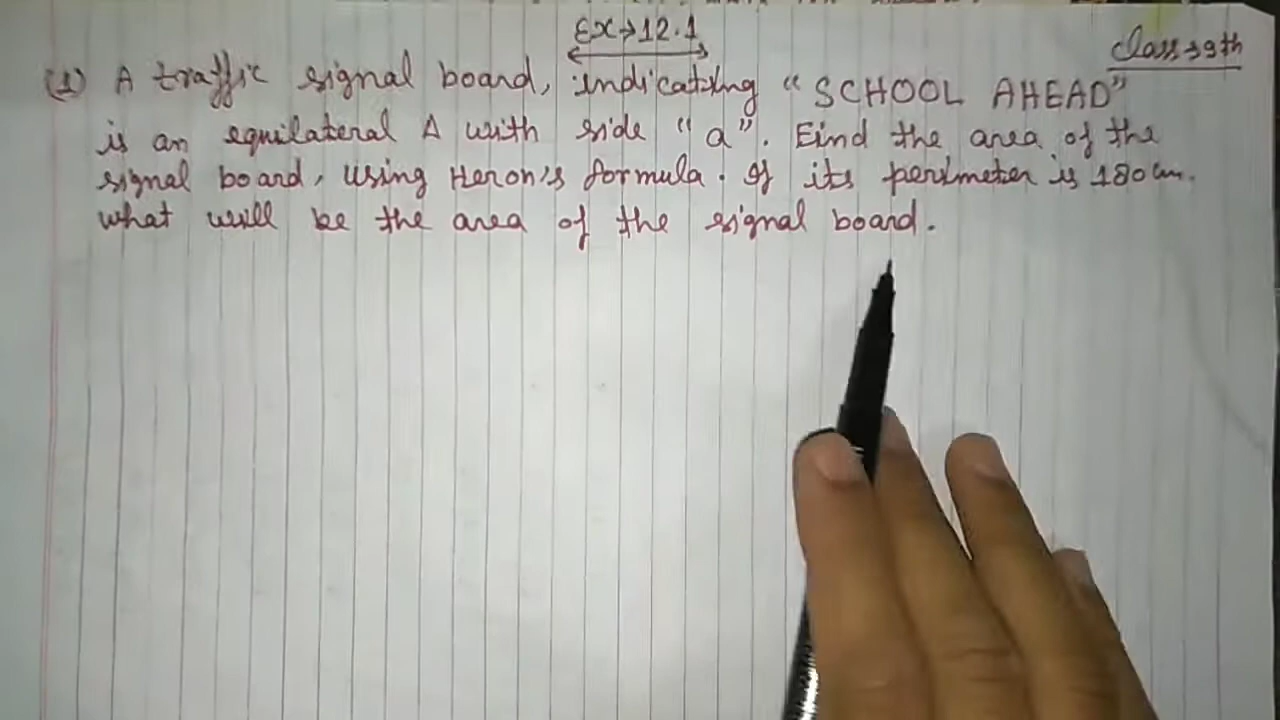 Ex→12.1
Class→9th
(1) A traffic signal board, indicating "SCHOOL AHEAD"
is an equilateral Δ with side "a". Find the area of the
signal board, using Heron's formula. If its perimeter is 180cm.
what will be the area of the signal board.